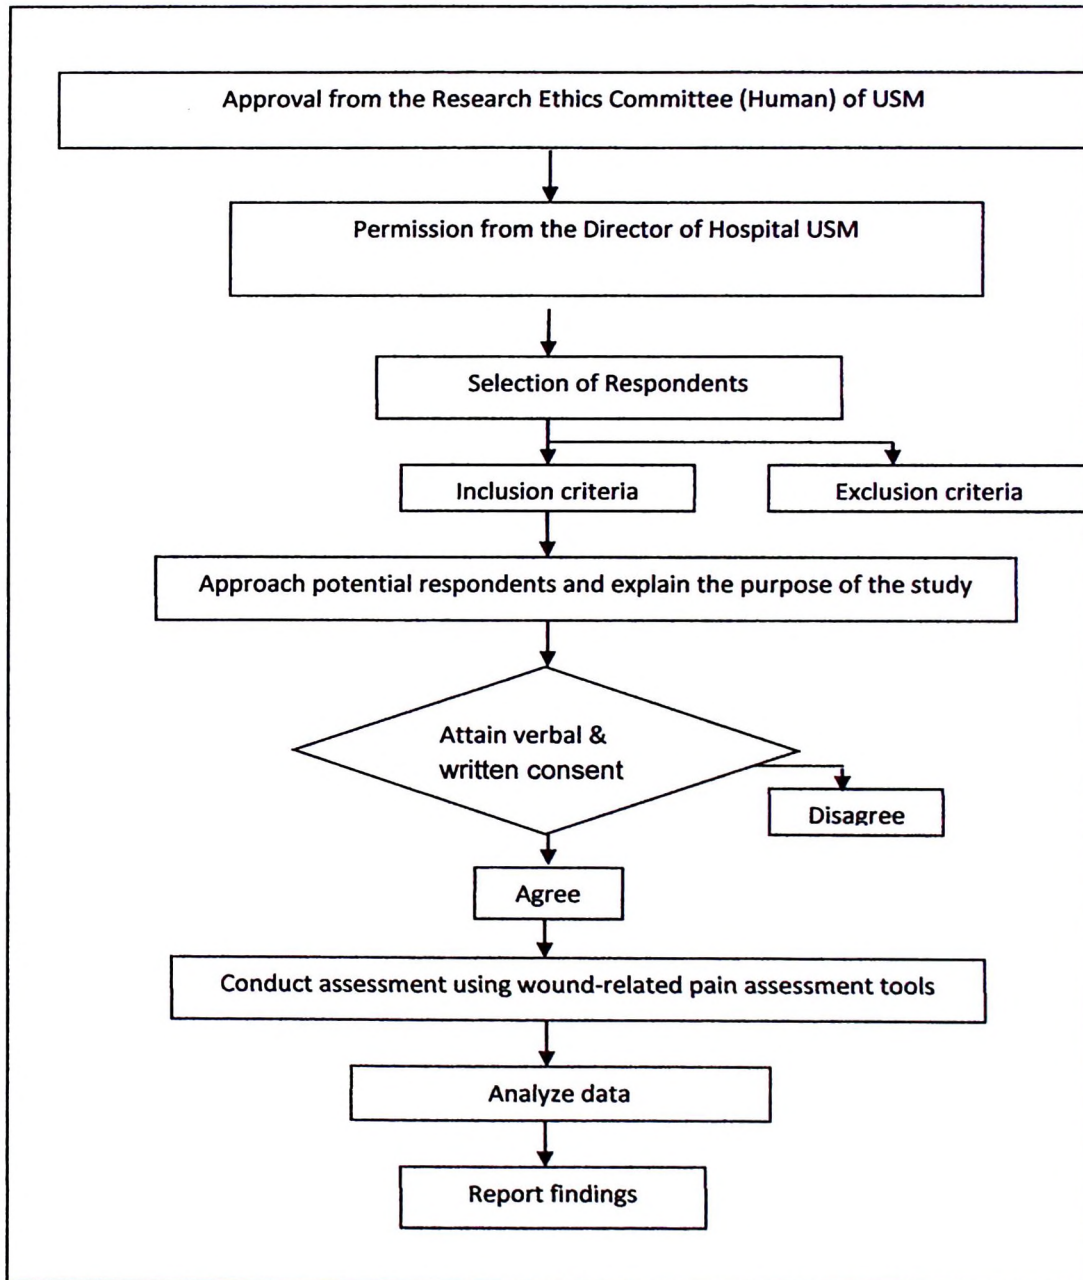 Approval from the Research Ethics Committee (Human) of USM
Permission from the Director of Hospital USM
Selection of Respondents
Inclusion criteria
Exclusion criteria
Approach potential respondents and explain the purpose of the study
Attain verbal &
written consent
Disagree
Agree
Conduct assessment using wound-related pain assessment tools
Analyze data
Report findings